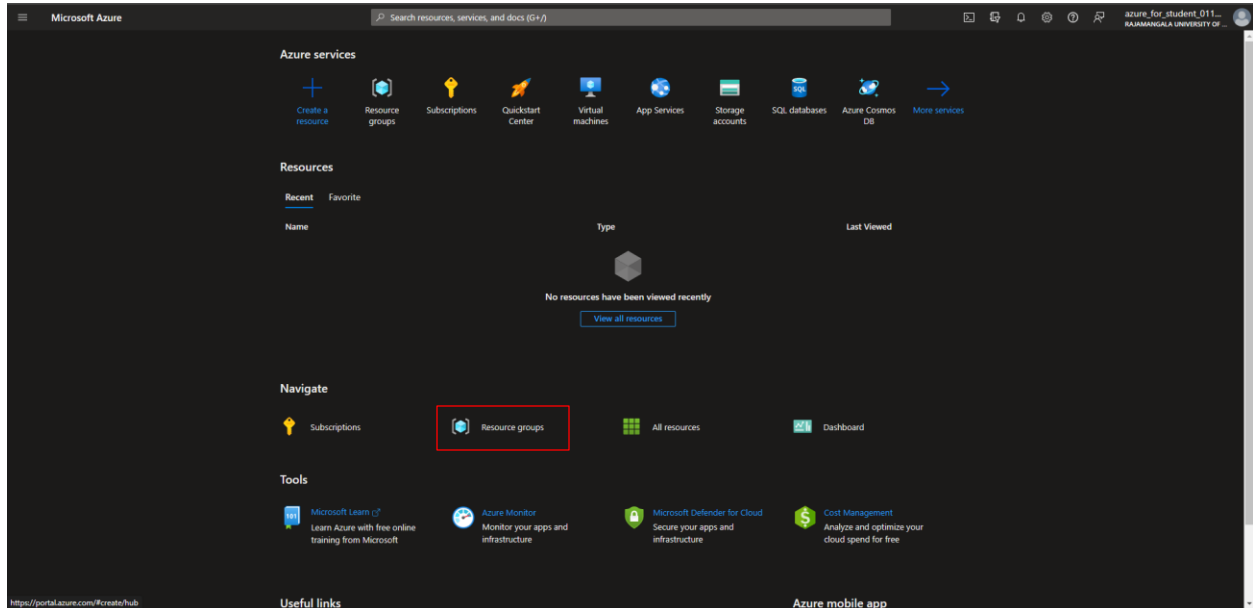 Microsoft Azure
Search resources, services, and docs (G+/)
azure_for_student_011...
RAJAMANGALA UNIVERSITY OF ...
Azure services
Create a resource
Resource groups
Subscriptions
Quickstart Center
Virtual machines
App Services
Storage accounts
SQL
SQL databases
Azure Cosmos DB
More services
Resources
Recent Favorite
Name Type Last Viewed
No resources have been viewed recently
View all resources
Navigate
Subscriptions
Resource groups
All resources
Dashboard
Tools
101
Microsoft Learn
Learn Azure with free online
training from Microsoft
Azure Monitor
Monitor your apps and
infrastructure
Microsoft Defender for Cloud
Secure your apps and
infrastructure
Cost Management
Analyze and optimize your
cloud spend for free
Useful links
Azure mobile app
https://portal.azure.com/#create/hub